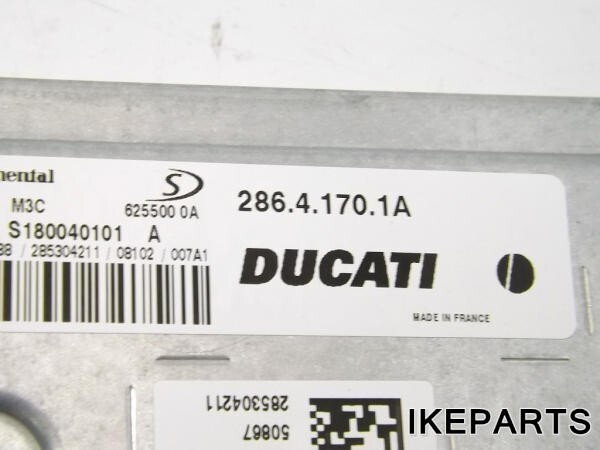 M3C
625500 0A
S180040101 A
285304211 / 08102 / 007A1
286.4.170.1A
DUCATI
MADE IN FRANCE
50867
285304211
IKEPARTS